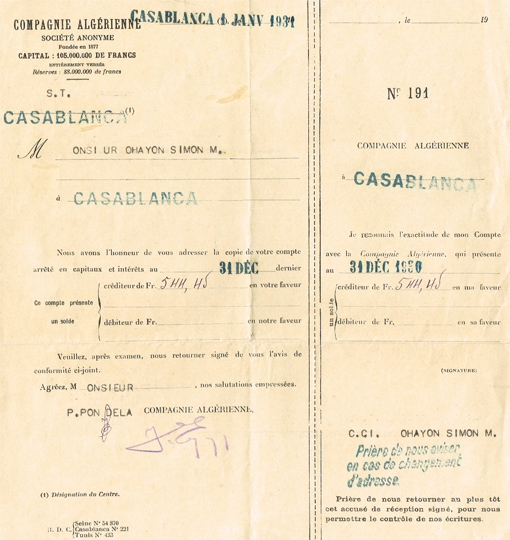 COMPAGNIE ALGÉRIENNE
CASABLANCA 1 JANV 1931
SOCIÉTÉ ANONYME
Fondée en 1877
CAPITAL : 105.000.000 DE FRANCS
ENTIÈREMENT VERSÉS
Réserves : 88.000.000 de francs
S.T.
CASABLANCA (1)
M ONSIEUR OHAYON SIMON M.
à CASABLANCA
Nous avons l'honneur de vous adresser la copie de votre compte
arrêté en capitaux et intérêts au 31 DÉC dernier
Ce compte présente un solde
créditeur de Fr. 544,45 en votre faveur
débiteur de Fr. en notre faveur
Veuillez, après examen, nous retourner signé de vous l'avis de
conformité ci-joint.
Agréez, M ONSIEUR , nos salutations empressées.
P.PON DELA COMPAGNIE ALGÉRIENNE.
(1) Désignation du Centre.
R. D. C.
Seine Nº 54 870
Casablanca Nº 221
Tunis Nº 433
, le 19
Nº 191
COMPAGNIE ALGÉRIENNE
à CASABLANCA
Je reconnais l'exactitude de mon Compte
avec la Compagnie Algérienne, qui présente
au 31 DÉC 1930
un solde
créditeur de Fr. 544,45 en ma faveur
débiteur de Fr. en sa faveur
(SIGNATURE)
C.CI. OHAYON SIMON M.
Prière de nous aviser
en cas de changement
d'adresse.
Prière de nous retourner au plus tôt
cet accusé de réception signé, pour nous
permettre le contrôle de nos écritures.